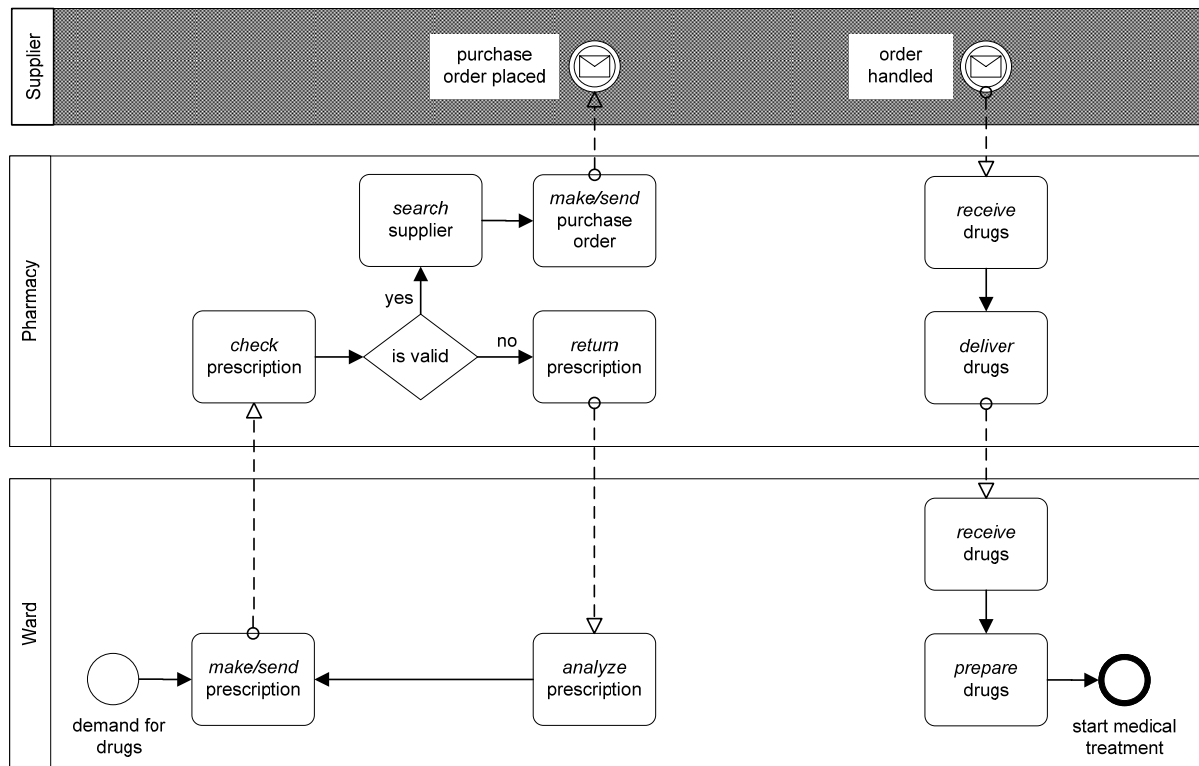 Supplier
purchase
order placed
order
handled
Pharmacy
search
supplier
make/send
purchase
order
receive
drugs
yes
check
prescription
is valid
no
return
prescription
deliver
drugs
Ward
receive
drugs
demand for
drugs
make/send
prescription
analyze
prescription
prepare
drugs
start medical
treatment